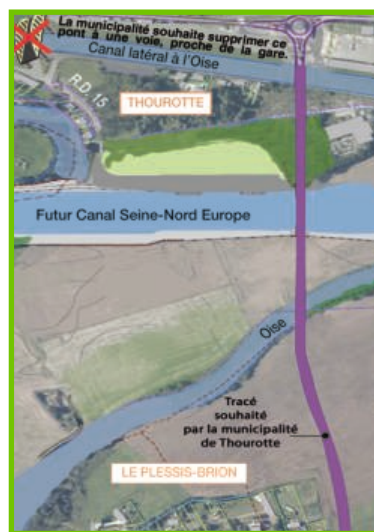 La municipalité souhaite supprimer ce
pont à une voie, proche de la gare.
Canal latéral à l'Oise
R.D. 15
THOUROTTE
Futur Canal Seine-Nord Europe
Oise
Tracé
souhaité
par la municipalité
de Thourotte
LE PLESSIS-BRION